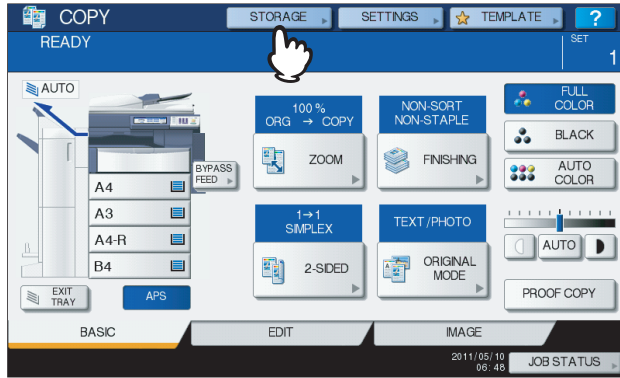 COPY
STORAGE
SETTINGS
TEMPLATE
?
READY
SET
1
AUTO
100 %
ORG → COPY
ZOOM
NON-SORT
NON-STAPLE
FINISHING
FULL
COLOR
BLACK
AUTO
COLOR
BYPASS
FEED
A4
A3
A4-R
B4
1→1
SIMPLEX
2-SIDED
TEXT/PHOTO
ORIGINAL
MODE
AUTO
EXIT
TRAY
APS
PROOF COPY
BASIC
EDIT
IMAGE
2011/05/10
06:48
JOB STATUS